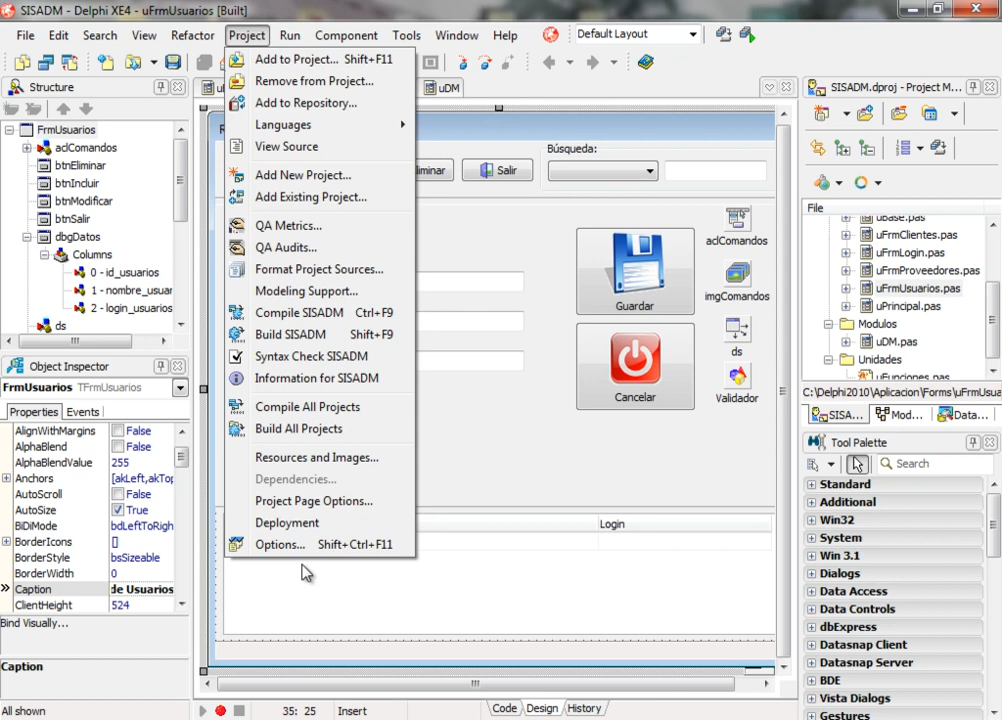 SISADM - Delphi XE4 - uFrmUsuarios [Built]
File Edit Search View Refactor Project Run Component Tools Window Help Default Layout
Structure
FrmUsuarios
aclComandos
btnEliminar
btnIncluir
btnModificar
btnSalir
dbgDatos
Columns
0 - id_usuarios
1 - nombre_usuar
2 - login_usuarios
ds
Object Inspector
FrmUsuarios TFrmUsuarios
Properties Events
AlignWithMargins False
AlphaBlend False
AlphaBlendValue 255
Anchors [akLeft,akTop
AutoScroll False
AutoSize True
BiDiMode bdLeftToRigh
BorderIcons []
BorderStyle bsSizeable
BorderWidth 0
Caption de Usuarios
ClientHeight 524
Bind Visually...
Caption
All shown
Add to Project... Shift+F11
Remove from Project...
Add to Repository...
Languages
View Source
Add New Project...
Add Existing Project...
QA Metrics...
QA Audits...
Format Project Sources...
Modeling Support...
Compile SISADM Ctrl+F9
Build SISADM Shift+F9
Syntax Check SISADM
Information for SISADM
Compile All Projects
Build All Projects
Resources and Images...
Dependencies...
Project Page Options...
Deployment
Options... Shift+Ctrl+F11
uDM
iminar Salir
Búsqueda:
Guardar
Cancelar
aclComandos
imgComandos
ds
Validador
Login
35: 25 Insert Code Design History
SISADM.dproj - Project M...
File
uBase.pas
uFrmClientes.pas
uFrmLogin.pas
uFrmProveedores.pas
uFrmUsuarios.pas
uPrincipal.pas
Modulos
uDM.pas
Unidades
uFunciones.pas
C:\Delphi2010\Aplicacion\Forms\uFrmUsuar
SISA... Mod... Data...
Tool Palette
Search
Standard
Additional
Win32
System
Win 3.1
Dialogs
Data Access
Data Controls
dbExpress
Datasnap Client
Datasnap Server
BDE
Vista Dialogs
Gestures